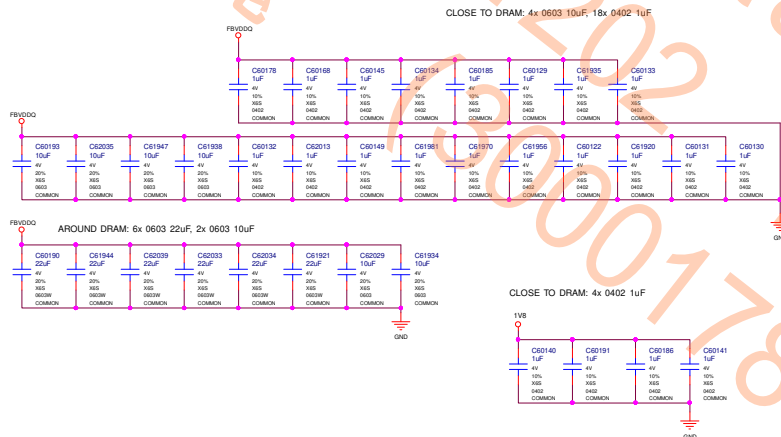 CLOSE TO DRAM: 4x 0603 10uF, 18x 0402 1uF
FBVDDQ
C60178 C60168 C60145 C60134 C60185 C60129 C61935 C60133
1uF 1uF 1uF 1uF 1uF 1uF 1uF 1uF
4V 4V 4V 4V 4V 4V 4V 4V
10% 10% 10% 10% 10% 10% 10% 10%
X6S X6S X6S X6S X6S X6S X6S X6S
0402 0402 0402 0402 0402 0402 0402 0402
COMMON COMMON COMMON COMMON COMMON COMMON COMMON COMMON
FBVDDQ
C60193 C62035 C61947 C61938 C60132 C62013 C60149 C61981 C61970 C61956 C60122 C61920 C60131 C60130
10uF 10uF 10uF 10uF 1uF 1uF 1uF 1uF 1uF 1uF 1uF 1uF 1uF 1uF
4V 4V 4V 4V 4V 4V 4V 4V 4V 4V 4V 4V 4V 4V
20% 20% 20% 20% 10% 10% 10% 10% 10% 10% 10% 10% 10% 10%
X6S X6S X6S X6S X6S X6S X6S X6S X6S X6S X6S X6S X6S X6S
0603 0603 0603 0603 0402 0402 0402 0402 0402 0402 0402 0402 0402 0402
COMMON COMMON COMMON COMMON COMMON COMMON COMMON COMMON COMMON COMMON COMMON COMMON COMMON COMMON
FBVDDQ
AROUND DRAM: 6x 0603 22uF, 2x 0603 10uF
C60190 C61944 C62039 C62033 C62034 C61921 C62029 C61934
22uF 22uF 22uF 22uF 22uF 22uF 10uF 10uF
4V 4V 4V 4V 4V 4V 4V 4V
20% 20% 20% 20% 20% 20% 20% 20%
X6S X6S X6S X6S X6S X6S X6S X6S
0603W 0603W 0603W 0603W 0603W 0603W 0603 0603
COMMON COMMON COMMON COMMON COMMON COMMON COMMON COMMON
GND
CLOSE TO DRAM: 4x 0402 1uF
1V8
C60140 C60191 C60186 C60141
1uF 1uF 1uF 1uF
4V 4V 4V 4V
10% 10% 10% 10%
X6S X6S X6S X6S
0402 0402 0402 0402
COMMON COMMON COMMON COMMON
GND